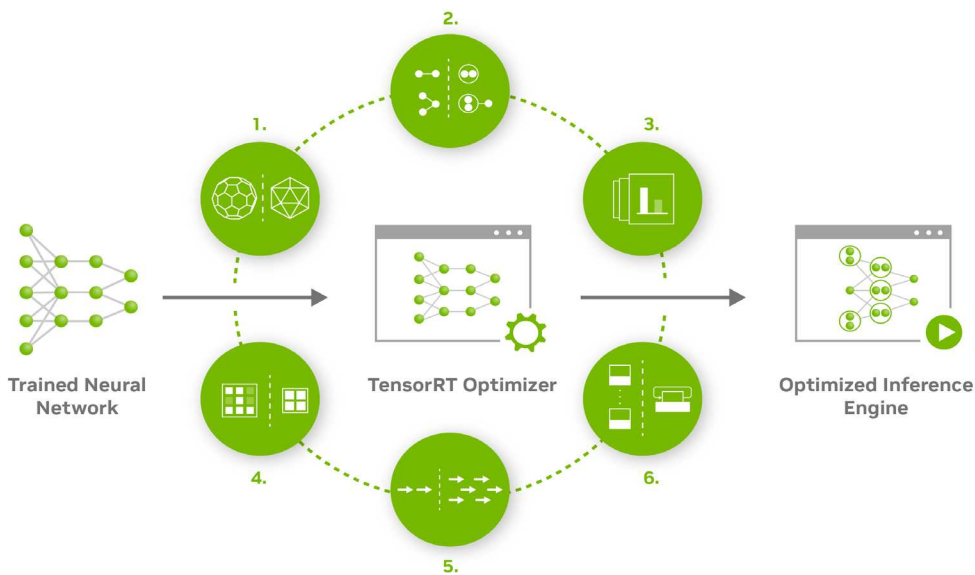 2.
1.
3.
Trained Neural
Network
TensorRT Optimizer
Optimized Inference
Engine
4.
6.
5.